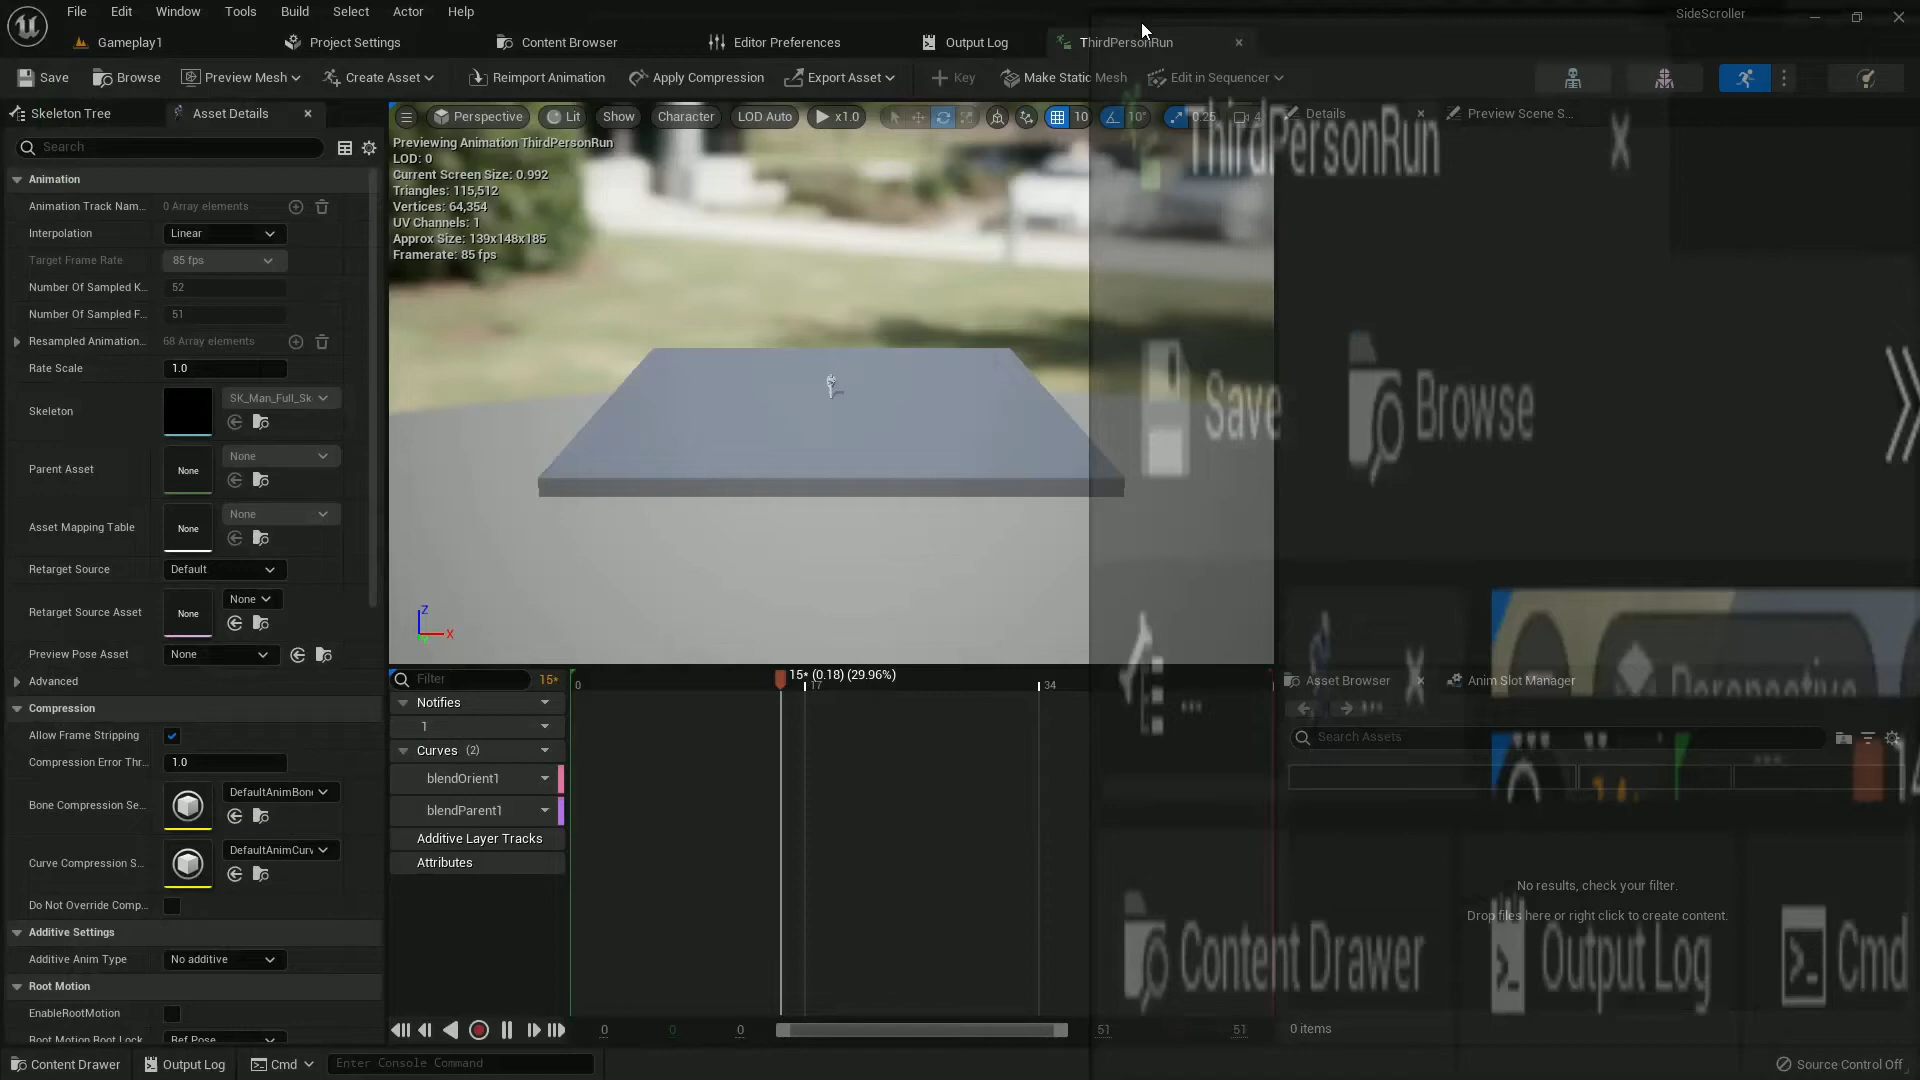 File Edit Window Tools Build Select Actor Help
SideScroller
Gameplay1
Project Settings
Content Browser
Editor Preferences
Output Log
ThirdPersonRun
Save
Browse
Preview Mesh
Create Asset
Reimport Animation
Apply Compression
Export Asset
Key
Make Static Mesh
Edit in Sequencer
Skeleton Tree
Asset Details
Search
Animation
Animation Track Nam...
0 Array elements
Interpolation
Linear
Target Frame Rate
85 fps
Number Of Sampled K...
52
Number Of Sampled F...
51
Resampled Animation...
68 Array elements
Rate Scale
1.0
Skeleton
SK_Man_Full_Sk
Parent Asset
None
None
Asset Mapping Table
None
None
Retarget Source
Default
Retarget Source Asset
None
None
Preview Pose Asset
None
Advanced
Compression
Allow Frame Stripping
Compression Error Thr...
1.0
Bone Compression Se...
DefaultAnimBon
Curve Compression S...
DefaultAnimCurv
Do Not Override Comp...
Additive Settings
Additive Anim Type
No additive
Root Motion
EnableRootMotion
Root Motion Root Lock
Ref Pose
Perspective
Lit
Show
Character
LOD Auto
x1.0
10
10°
0.25
4
Previewing Animation ThirdPersonRun
LOD: 0
Current Screen Size: 0.992
Triangles: 115,512
Vertices: 64,354
UV Channels: 1
Approx Size: 139x148x185
Framerate: 85 fps
Z
X
Filter
15*
0
15* (0.18) (29.96%)
17
34
Notifies
1
Curves (2)
blendOrient1
blendParent1
Additive Layer Tracks
Attributes
0
0
0
51
51
Details
Preview Scene S...
ThirdPersonRun
Save
Browse
Perspective
Asset Browser
Anim Slot Manager
Search Assets
No results, check your filter.
Drop files here or right click to create content.
Content Drawer
Output Log
Cmd
0 items
Content Drawer
Output Log
Cmd
Enter Console Command
Source Control Off